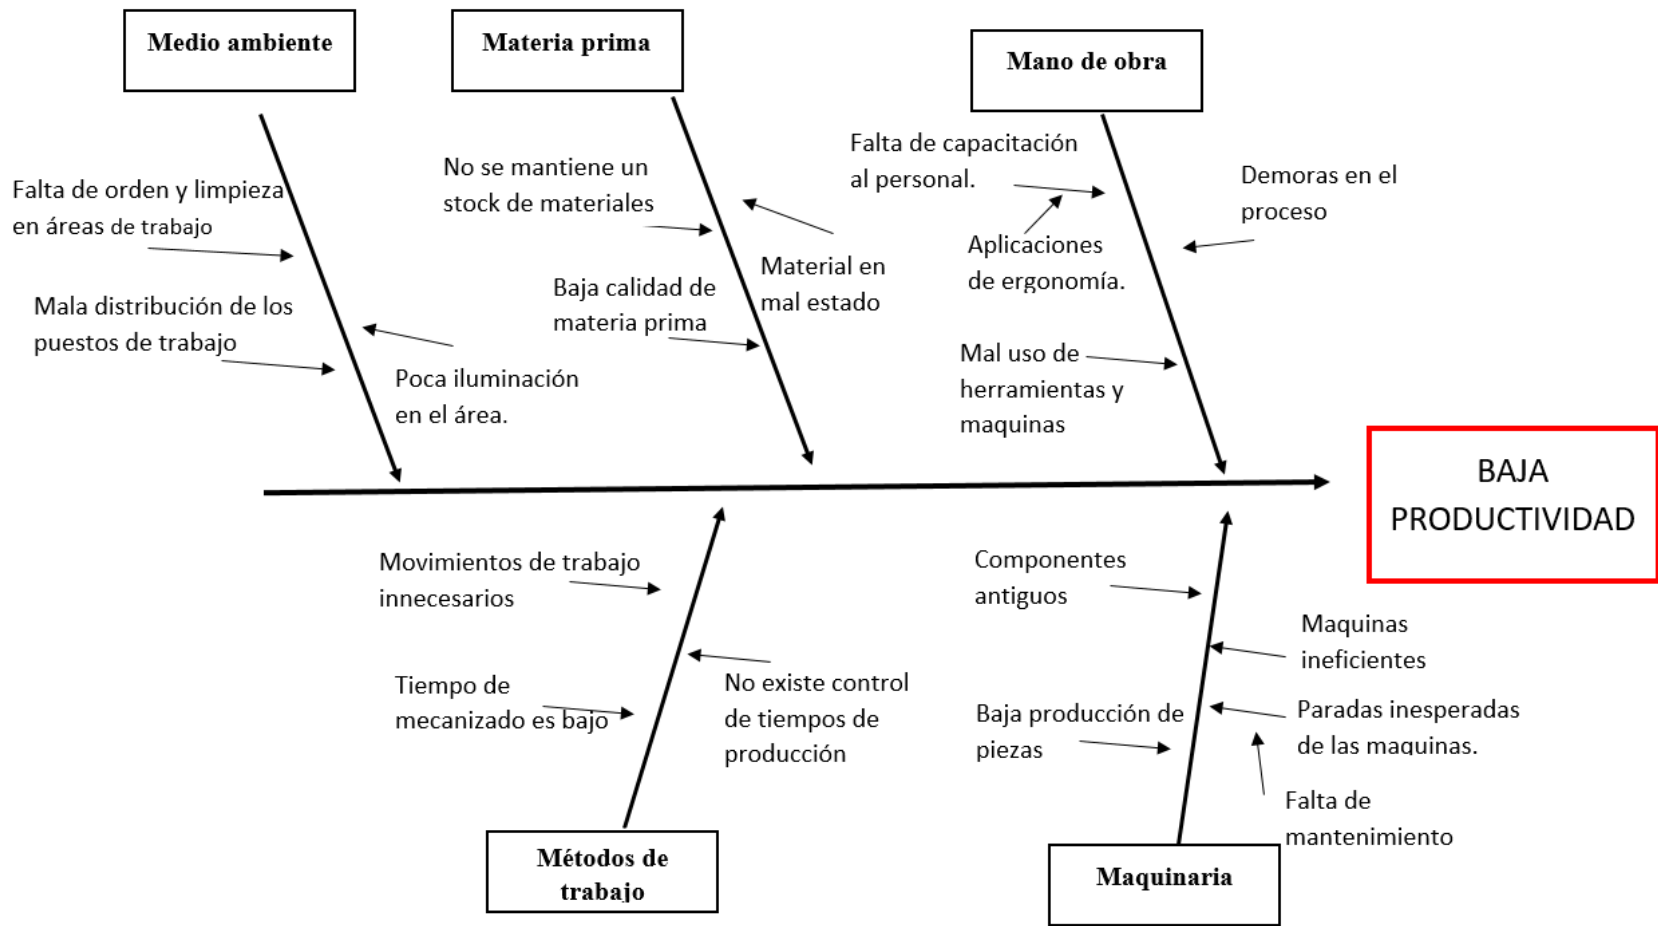 Medio ambiente
Materia prima
Mano de obra
Falta de orden y limpieza
en áreas de trabajo
Mala distribución de los
puestos de trabajo
Poca iluminación
en el área.
No se mantiene un
stock de materiales
Baja calidad de
materia prima
Material en
mal estado
Falta de capacitación
al personal.
Aplicaciones
de ergonomía.
Mal uso de
herramientas y
maquinas
Demoras en el
proceso
BAJA
PRODUCTIVIDAD
Movimientos de trabajo
innecesarios
Tiempo de
mecanizado es bajo
No existe control
de tiempos de
producción
Componentes
antiguos
Baja producción de
piezas
Maquinas
ineficientes
Paradas inesperadas
de las maquinas.
Falta de
mantenimiento
Métodos de
trabajo
Maquinaria